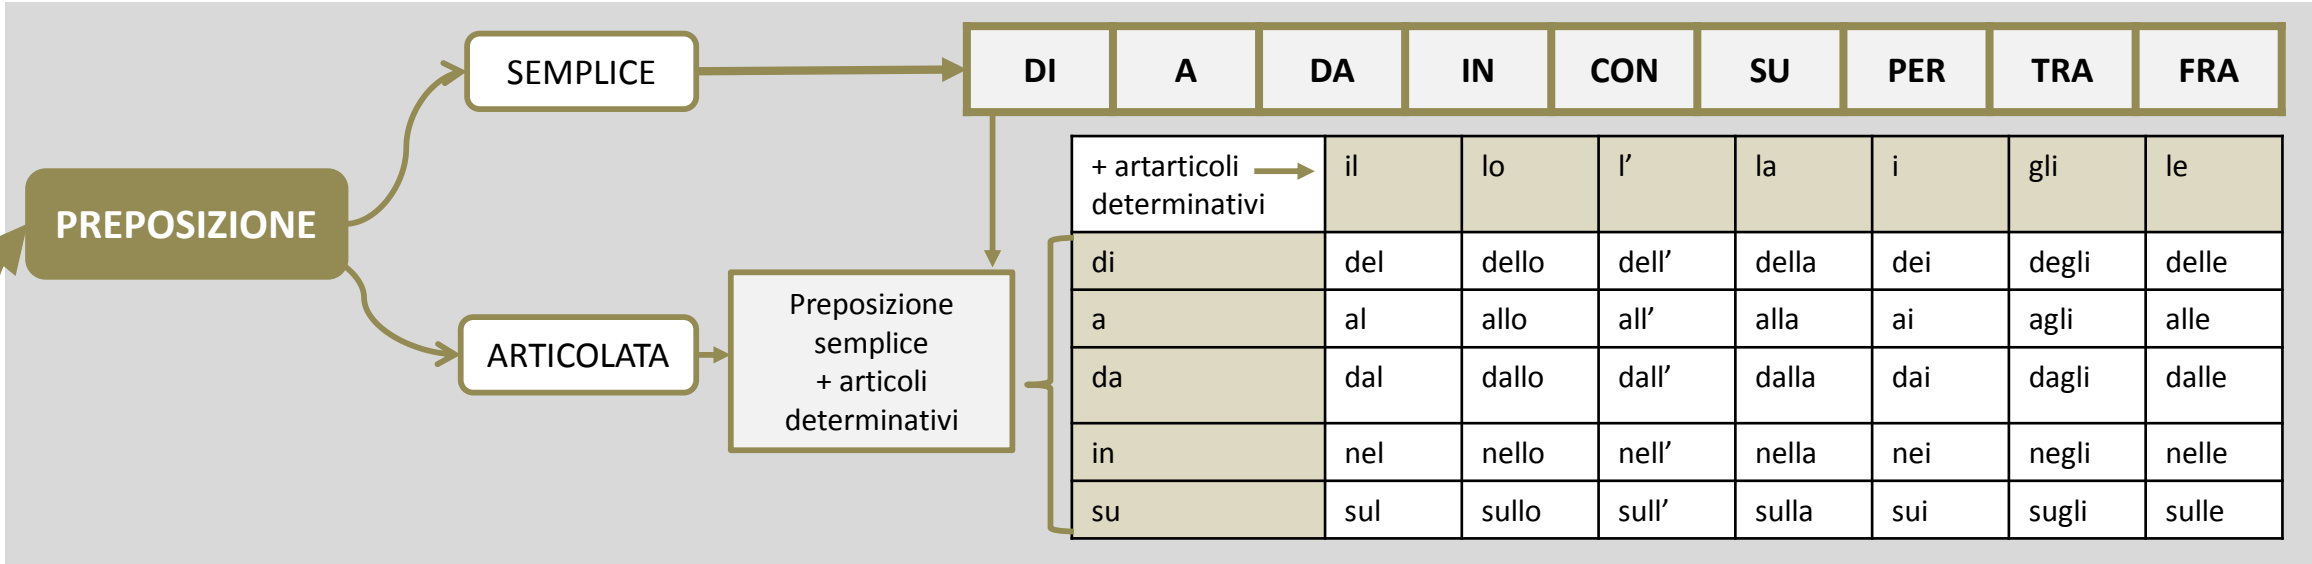 SEMPLICE
DI A DA IN CON SU PER TRA FRA
PREPOSIZIONE
ARTICOLATA
Preposizione
semplice
+ articoli
determinativi
+ artarticoli
determinativi
il lo l’ la i gli le
di del dello dell’ della dei degli delle
a al allo all’ alla ai agli alle
da dal dallo dall’ dalla dai dagli dalle
in nel nello nell’ nella nei negli nelle
su sul sullo sull’ sulla sui sugli sulle